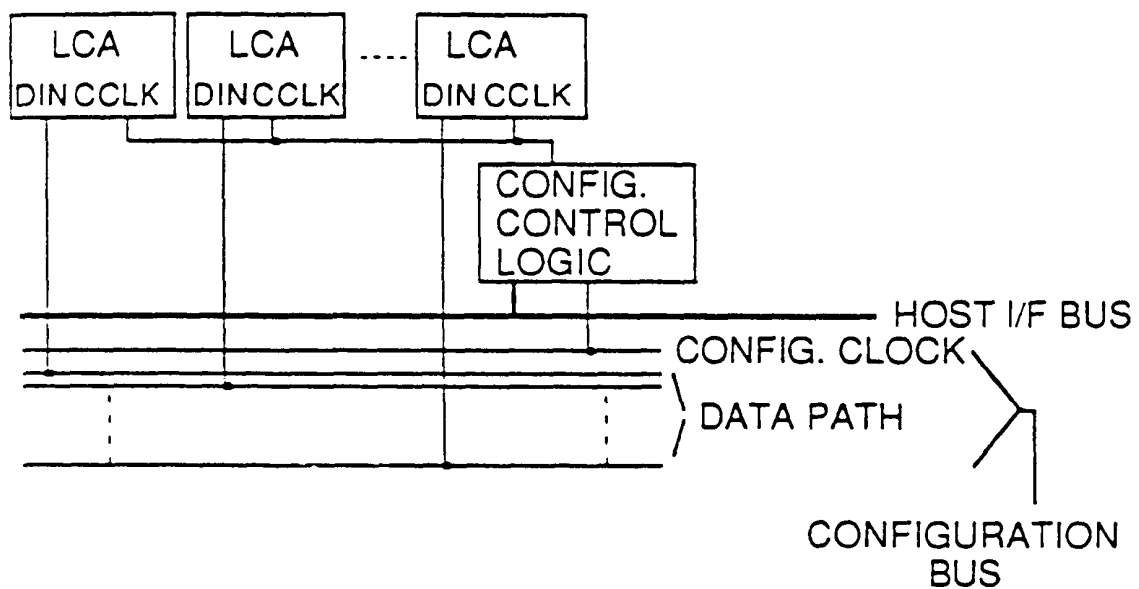 LCA
DIN CCLK
LCA
DIN CCLK
LCA
DIN CCLK
CONFIG.
CONTROL
LOGIC
HOST I/F BUS
CONFIG. CLOCK
DATA PATH
CONFIGURATION
BUS